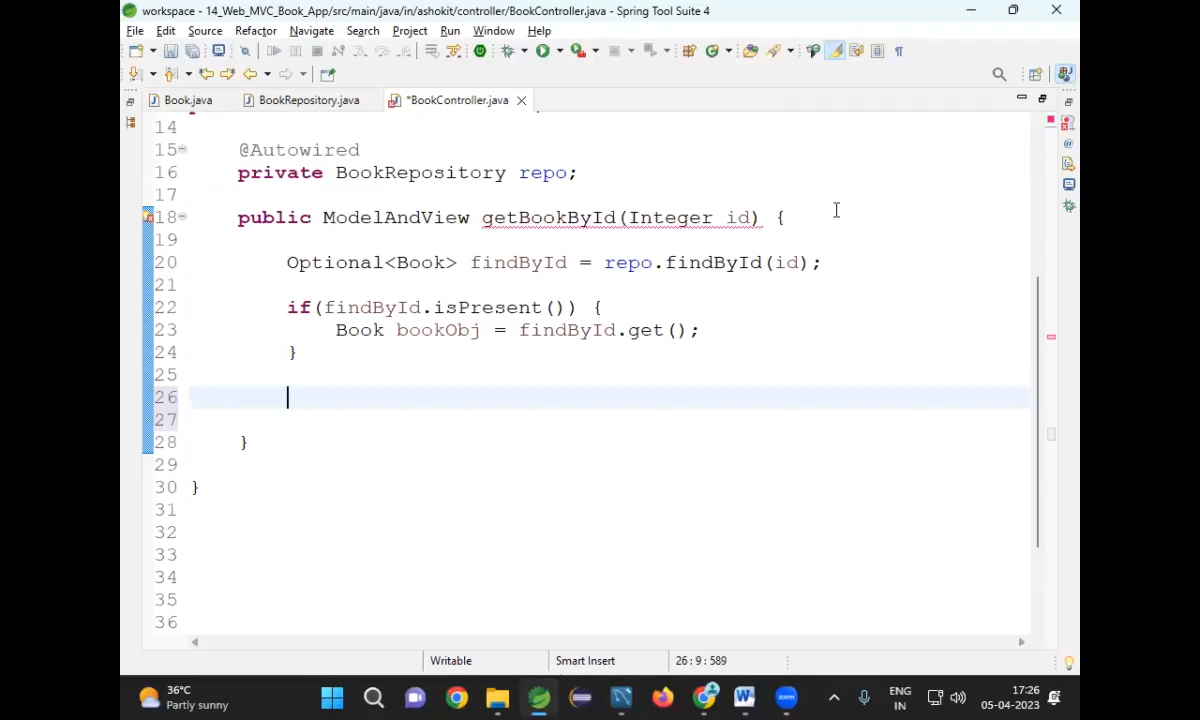 workspace - 14_Web_MVC_Book_App/src/main/java/in/ashokit/controller/BookController.java - Spring Tool Suite 4
File Edit Source Refactor Navigate Search Project Run Window Help
Book.java BookRepository.java *BookController.java
14
15 @Autowired
16 private BookRepository repo;
17
18 public ModelAndView getBookById(Integer id) {
19
20 Optional<Book> findById = repo.findById(id);
21
22 if(findById.isPresent()) {
23 Book bookObj = findById.get();
24 }
25
26
27
28 }
29
30 }
31
32
33
34
35
36
Writable Smart Insert 26 : 9 : 589
36°C
Partly sunny
ENG
IN
17:26
05-04-2023
zoom